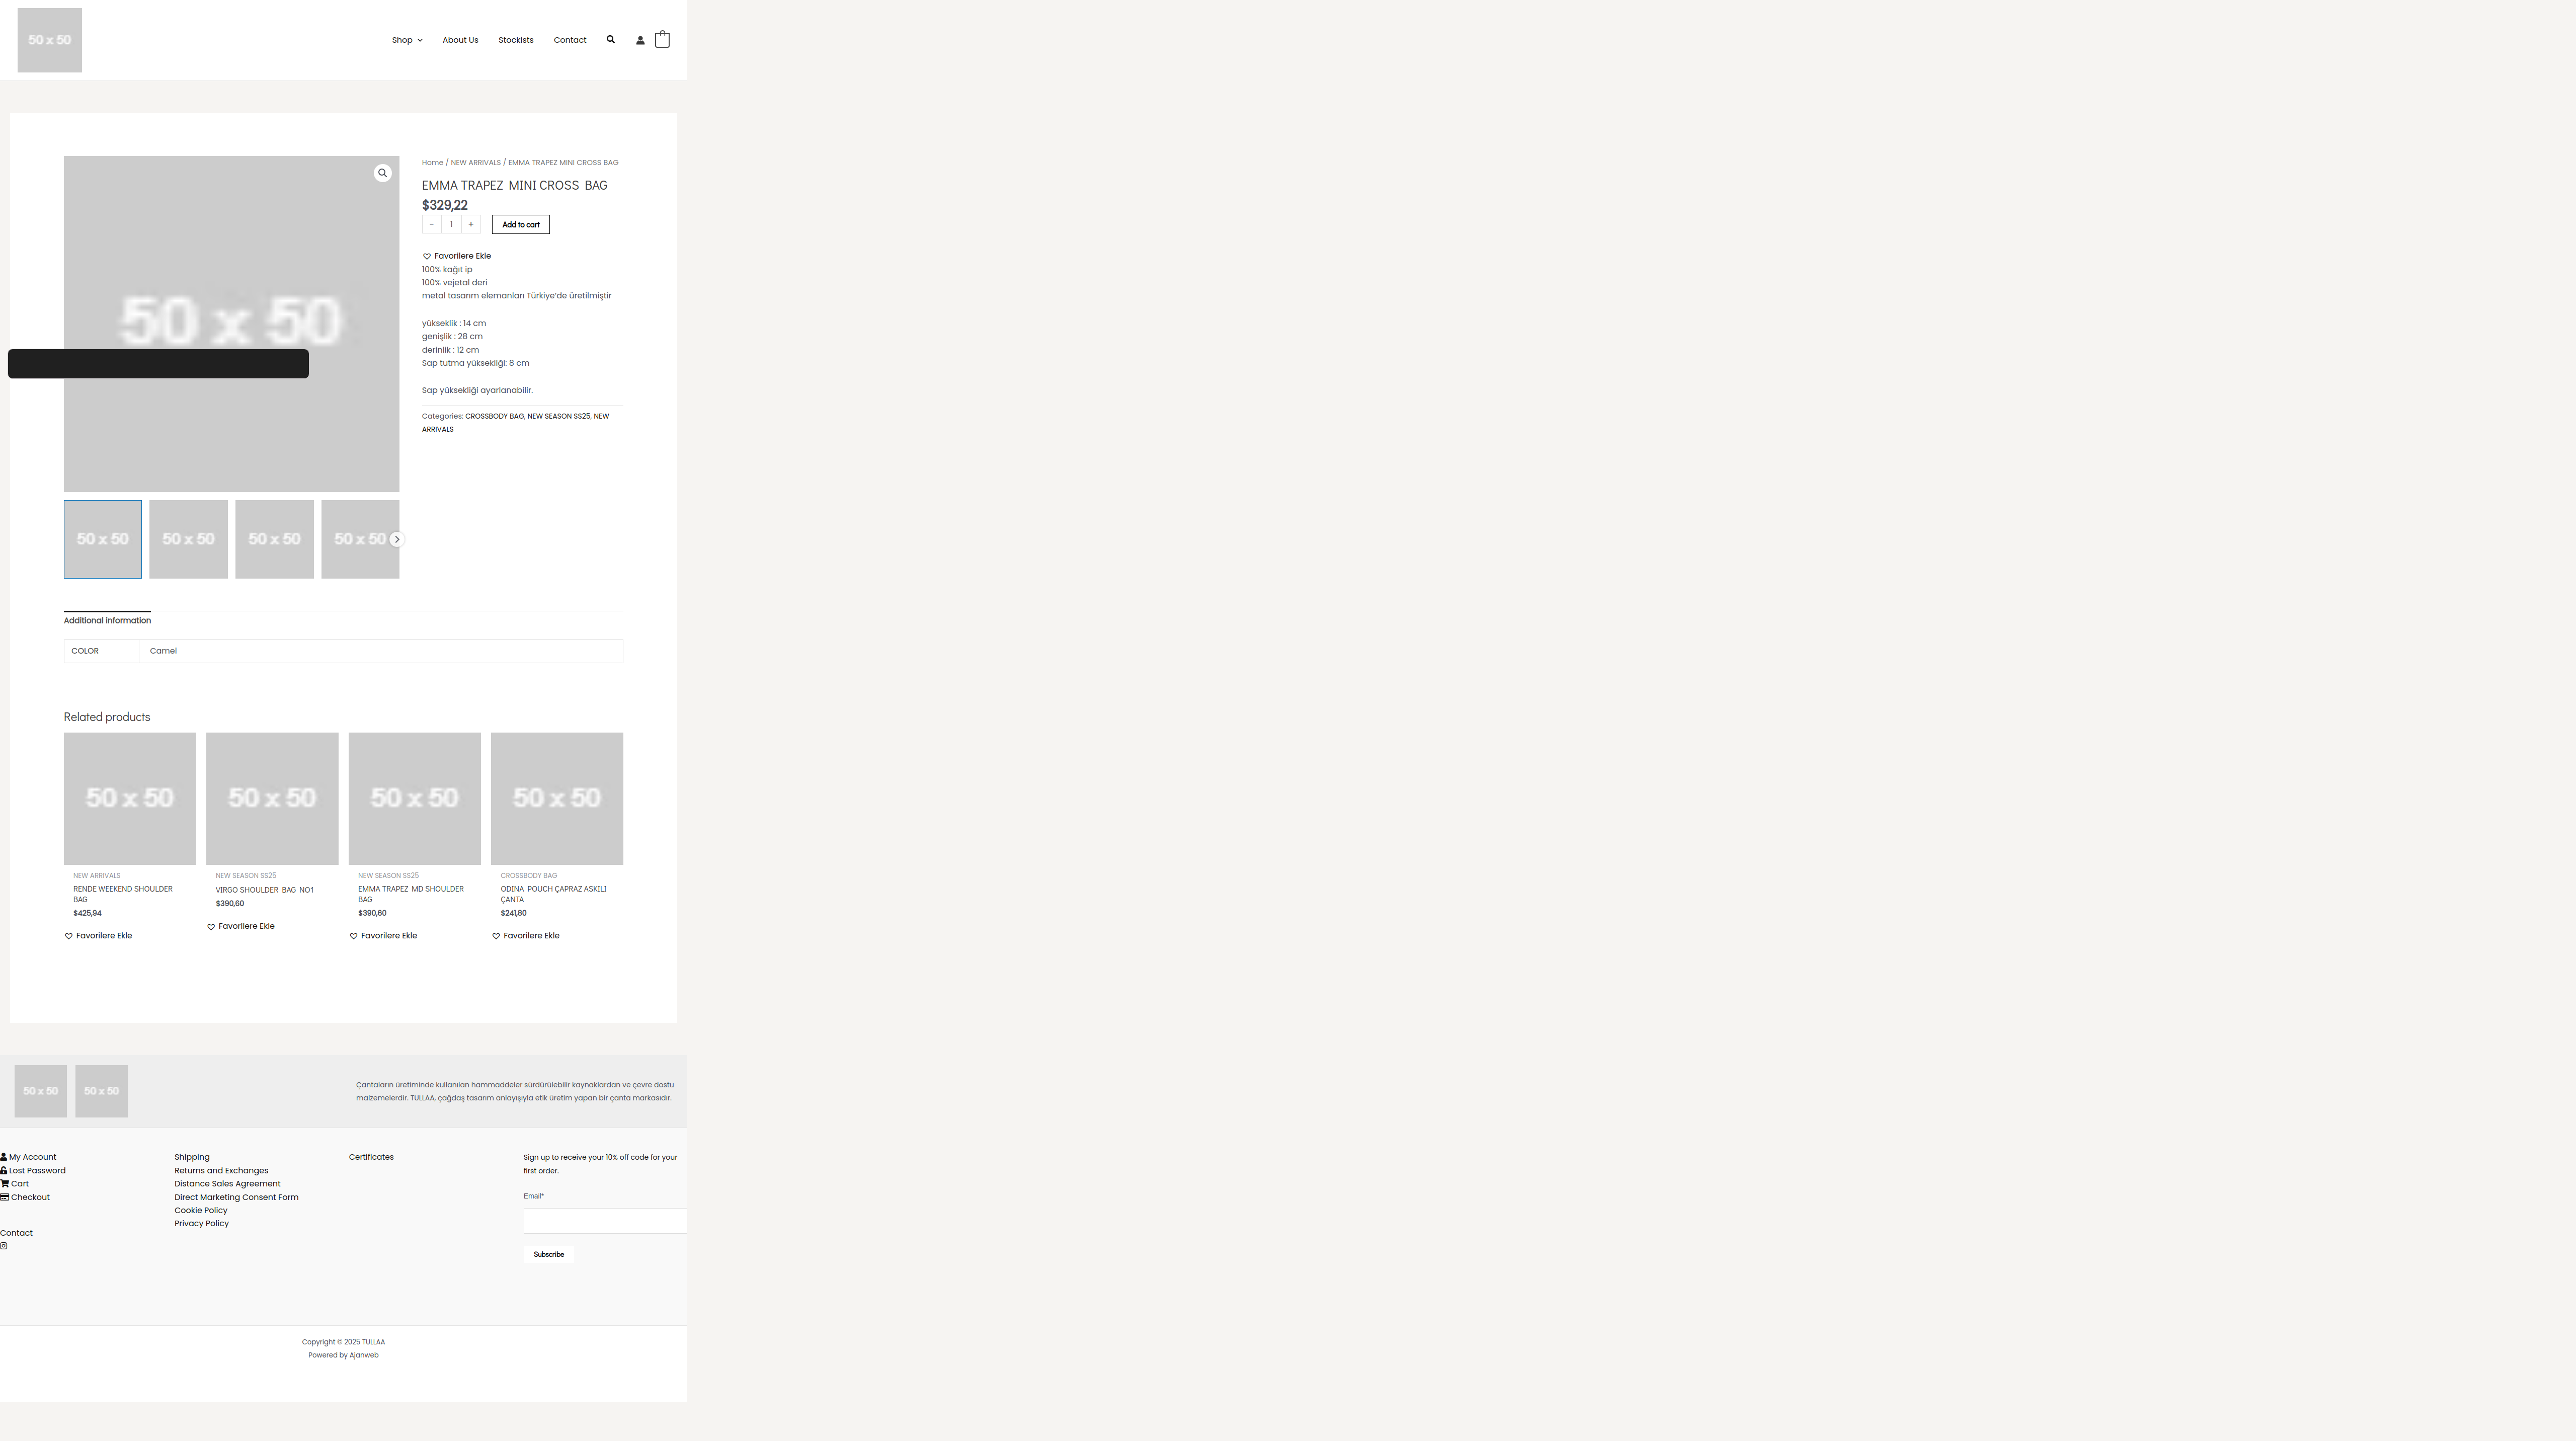 50 x 50
Shop
About Us
Stockists
Contact
50 x 50
Home / NEW ARRIVALS / EMMA TRAPEZ MINI CROSS BAG
EMMA TRAPEZ MINI CROSS BAG
$329,22
- 1 +
Add to cart
Favorilere Ekle
100% kağıt ip
100% vejetal deri
metal tasarım elemanları Türkiye’de üretilmiştir
yükseklik : 14 cm
genişlik : 28 cm
derinlik : 12 cm
Sap tutma yüksekliği: 8 cm
Sap yüksekliği ayarlanabilir.
Categories: CROSSBODY BAG, NEW SEASON SS25, NEW
ARRIVALS
50 x 50
50 x 50
50 x 50
50 x 50
Additional information
COLOR
Camel
Related products
50 x 50
50 x 50
50 x 50
50 x 50
NEW ARRIVALS
RENDE WEEKEND SHOULDER
BAG
$425,94
Favorilere Ekle
NEW SEASON SS25
VIRGO SHOULDER BAG NO1
$390,60
Favorilere Ekle
NEW SEASON SS25
EMMA TRAPEZ MD SHOULDER
BAG
$390,60
Favorilere Ekle
CROSSBODY BAG
ODINA POUCH ÇAPRAZ ASKILI
ÇANTA
$241,80
Favorilere Ekle
50 x 50
50 x 50
Çantaların üretiminde kullanılan hammaddeler sürdürülebilir kaynaklardan ve çevre dostu
malzemelerdir. TULLAA, çağdaş tasarım anlayışıyla etik üretim yapan bir çanta markasıdır.
My Account
Lost Password
Cart
Checkout
Contact
Shipping
Returns and Exchanges
Distance Sales Agreement
Direct Marketing Consent Form
Cookie Policy
Privacy Policy
Certificates
Sign up to receive your 10% off code for your
first order.
Email*
Subscribe
Copyright © 2025 TULLAA
Powered by Ajanweb